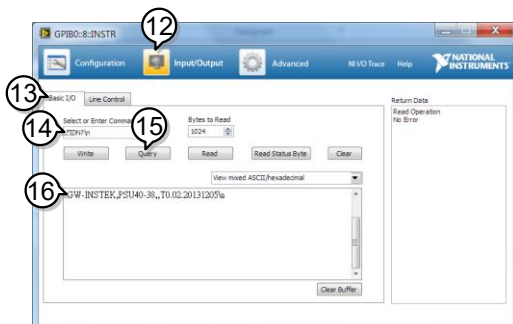 GPIB0::8::INSTR
12
Configuration Input/Output Advanced NI I/O Trace Help NATIONAL INSTRUMENTS
13
Basic I/O Line Control
Return Data
Read Operation
No Error
14
Select or Enter Comma
15
Bytes to Read
*IDN?\n
1024
Write Query Read Read Status Byte Clear
View mixed ASCII/hexadecimal
16
GW-INSTEK,PSU40-38,,T0.02.20131205\n
Clear Buffer